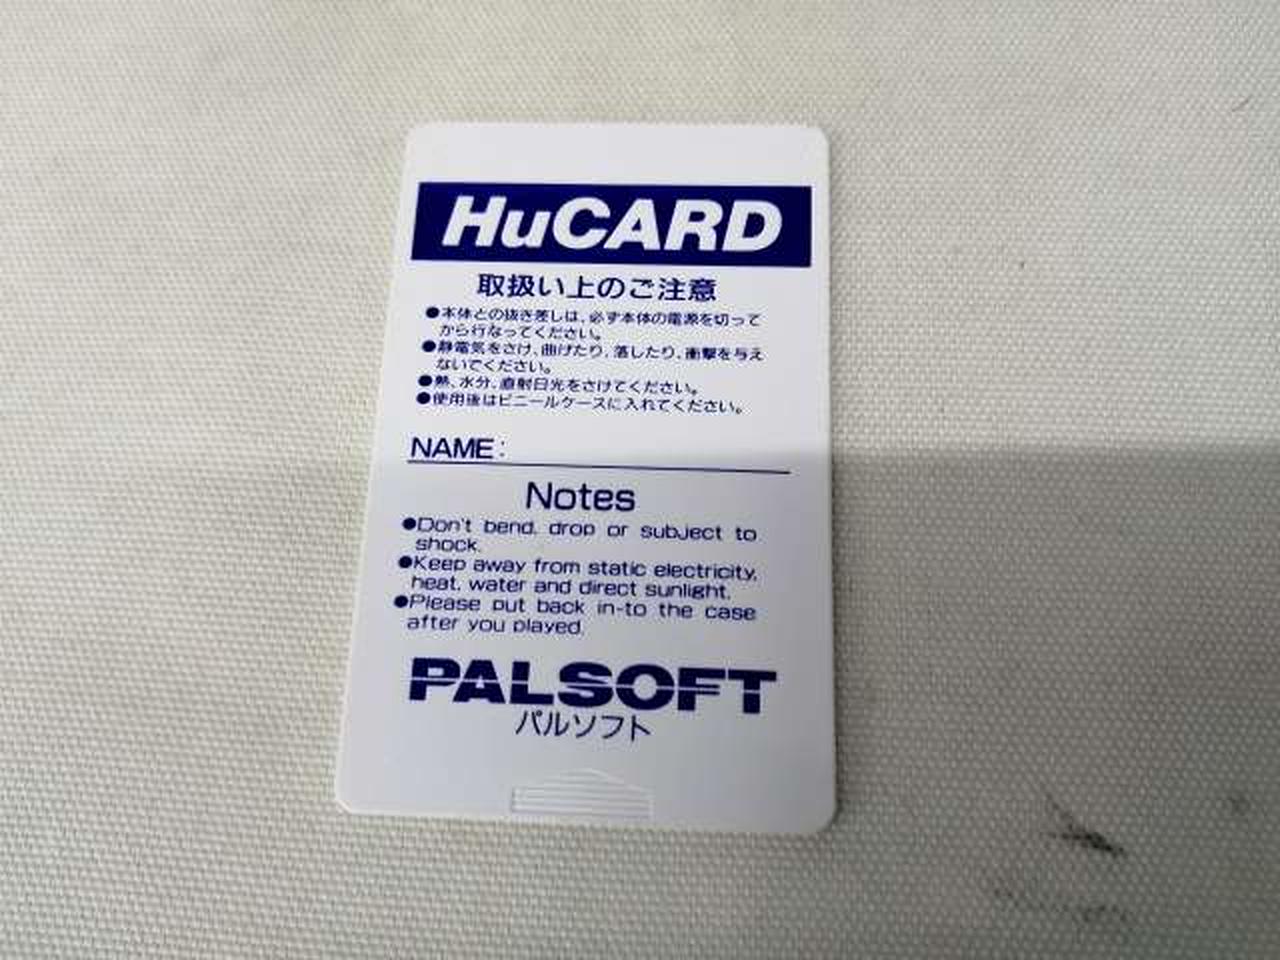 HuCARD
取扱い上のご注意
●本体との抜き差しは、必ず本体の電源を切って
から行なってください。
●静電気をさけ、曲げたり、落したり、衝撃を与え
ないでください。
●熱、水分、直射日光をさけてください。
●使用後はビニールケースに入れてください。
NAME:
Notes
●Don't bend, drop or subject to
shock.
●Keep away from static electricity,
heat, water and direct sunlight.
●Please put back in-to the case
after you played.
PALSOFT
パルソフト